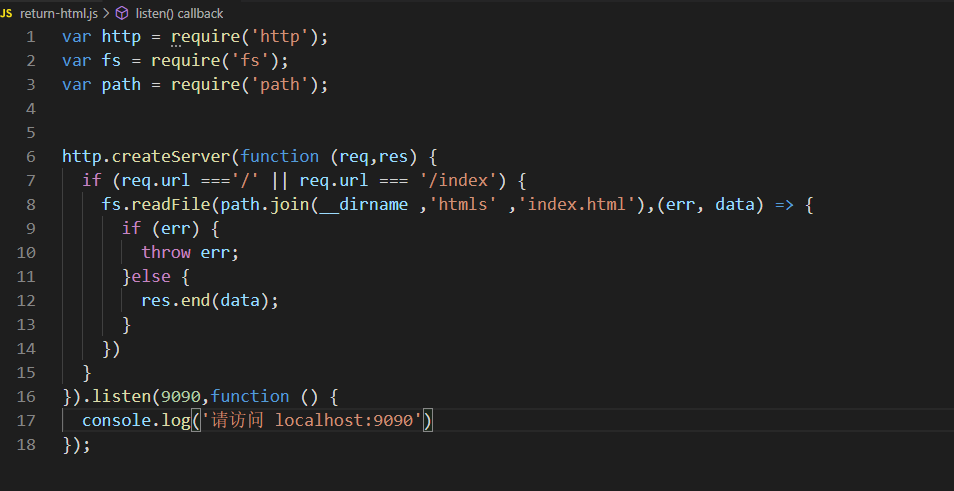 JS return-html.js > listen() callback
1 var http = require('http');
2 var fs = require('fs');
3 var path = require('path');
4
5
6 http.createServer(function (req,res) {
7 if (req.url ==='/' || req.url === '/index') {
8 fs.readFile(path.join(__dirname ,'htmls' ,'index.html'),(err, data) => {
9 if (err) {
10 throw err;
11 }else {
12 res.end(data);
13 }
14 })
15 }
16 }).listen(9090,function () {
17 console.log('请访问 localhost:9090')
18 });